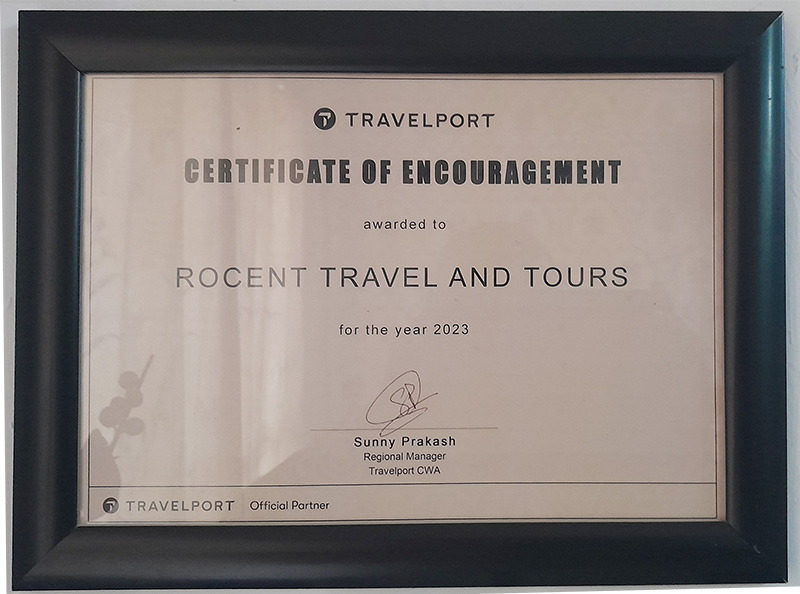 TRAVELPORT
CERTIFICATE OF ENCOURAGEMENT
awarded to
ROCENT TRAVEL AND TOURS
for the year 2023
SP
Sunny Prakash
Regional Manager
Travelport CWA
TRAVELPORT Official Partner